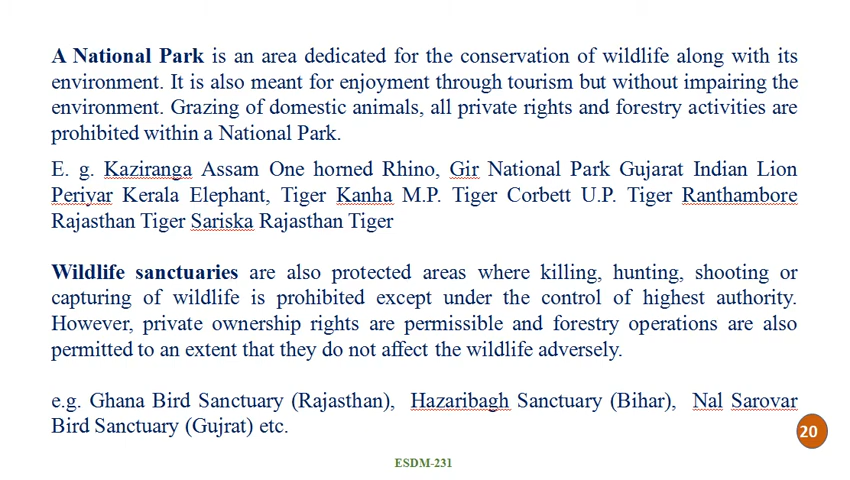 A National Park is an area dedicated for the conservation of wildlife along with its
environment. It is also meant for enjoyment through tourism but without impairing the
environment. Grazing of domestic animals, all private rights and forestry activities are
prohibited within a National Park.
E. g. Kaziranga Assam One horned Rhino, Gir National Park Gujarat Indian Lion
Periyar Kerala Elephant, Tiger Kanha M.P. Tiger Corbett U.P. Tiger Ranthambore
Rajasthan Tiger Sariska Rajasthan Tiger
Wildlife sanctuaries are also protected areas where killing, hunting, shooting or
capturing of wildlife is prohibited except under the control of highest authority.
However, private ownership rights are permissible and forestry operations are also
permitted to an extent that they do not affect the wildlife adversely.
e.g. Ghana Bird Sanctuary (Rajasthan), Hazaribagh Sanctuary (Bihar), Nal Sarovar
Bird Sanctuary (Gujrat) etc.
20
ESDM-231